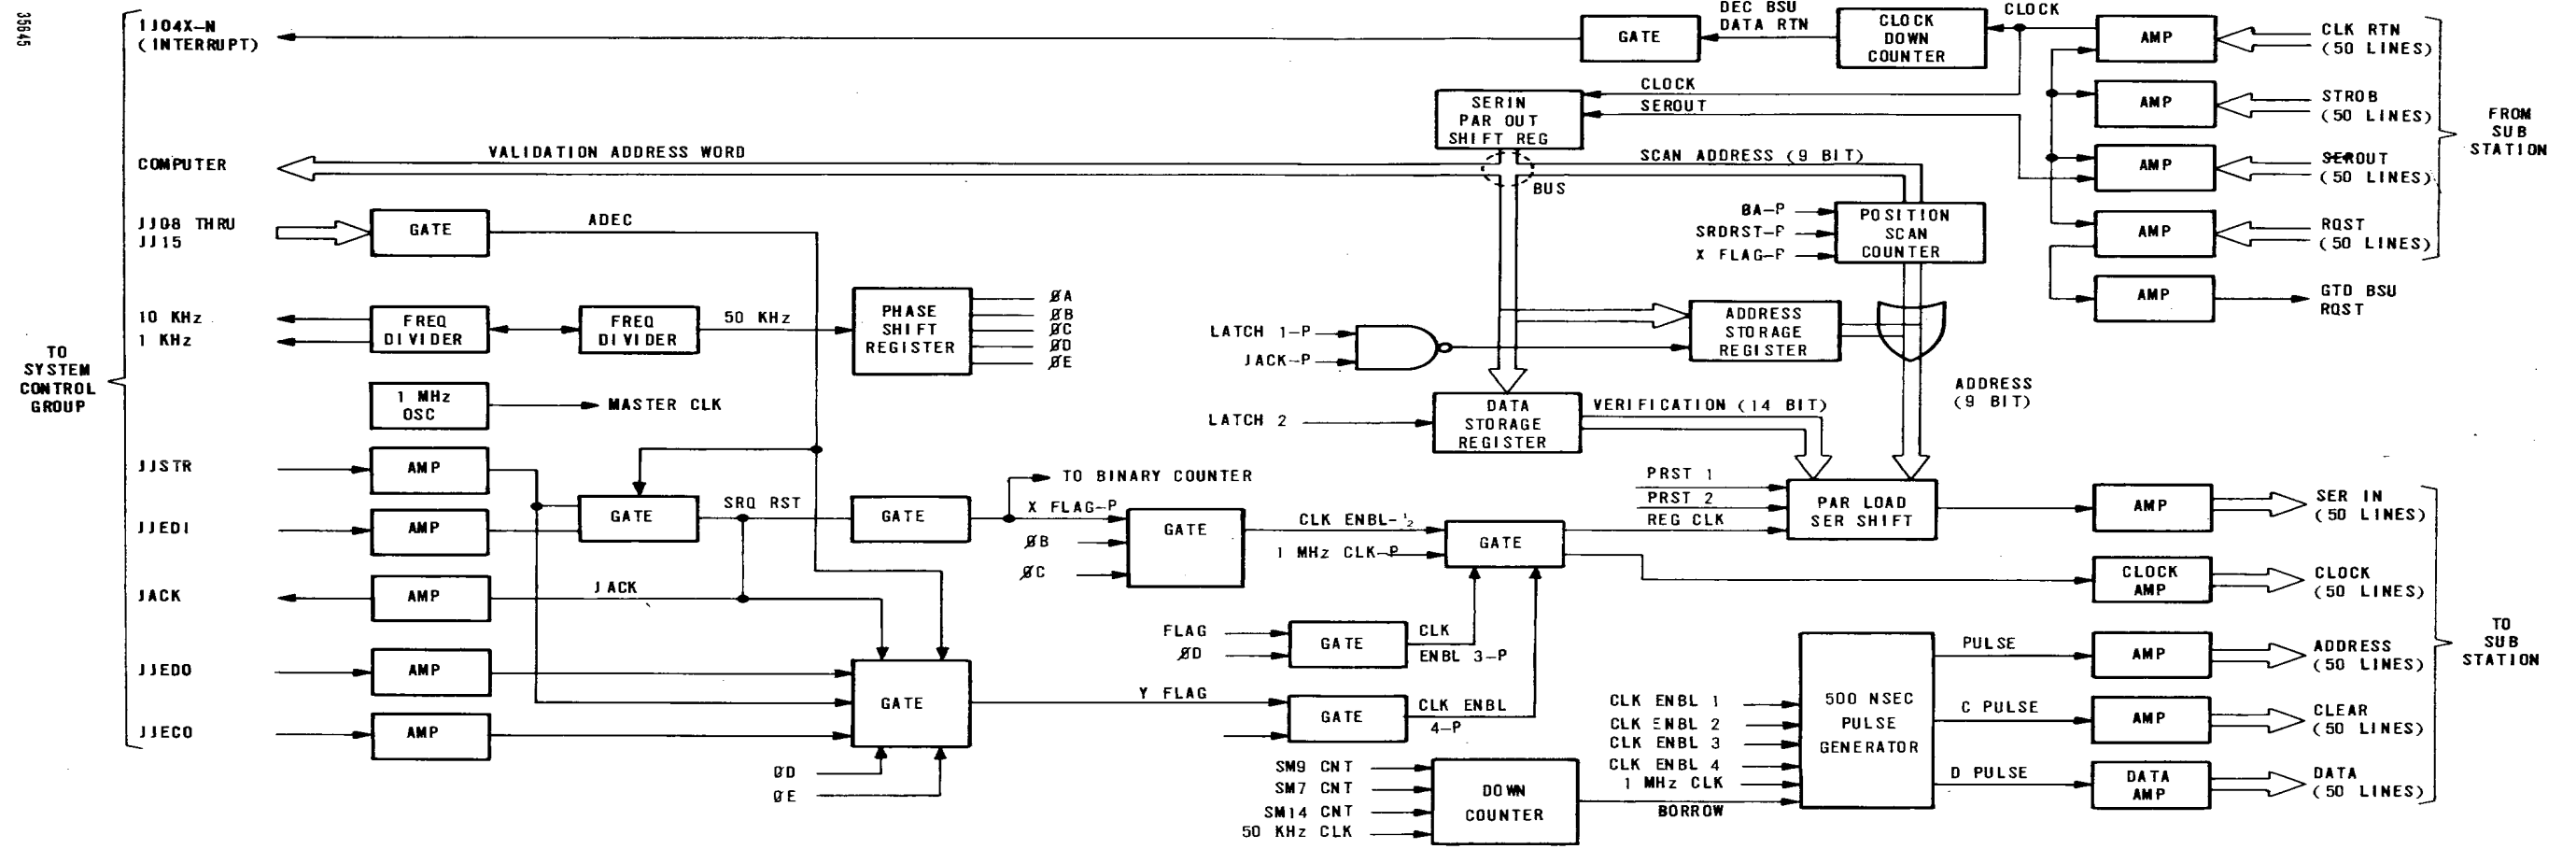 35645
1J04X-N
(INTERRUPT)
GATE
DEC BSU
DATA RTN
CLOCK
DOWN
COUNTER
CLOCK
AMP
CLK RTN
(50 LINES)
CLOCK
SEROUT
SERIN
PAR OUT
SHIFT REG
AMP
STROB
(50 LINES)
FROM
SUB
STATION
COMPUTER
VALIDATION ADDRESS WORD
SCAN ADDRESS (9 BIT)
BUS
AMP
SEROUT
(50 LINES)
JJ08 THRU
JJ15
GATE
ADEC
BA-P
SRDRST-P
X FLAG-P
POSITION
SCAN
COUNTER
AMP
RQST
(50 LINES)
AMP
GTD BSU
RQST
10 KHz
1 KHz
FREQ
DIVIDER
FREQ
DIVIDER
50 KHz
PHASE
SHIFT
REGISTER
ØA
ØB
ØC
ØD
ØE
LATCH 1-P
JACK-P
ADDRESS
STORAGE
REGISTER
TO
SYSTEM
CONTROL
GROUP
1 MHz
OSC
MASTER CLK
ADDRESS
(9 BIT)
LATCH 2
DATA
STORAGE
REGISTER
VERIFICATION (14 BIT)
JJSTR
AMP
TO BINARY COUNTER
PRST 1
PRST 2
REG CLK
PAR LOAD
SER SHIFT
AMP
SER IN
(50 LINES)
JJEDI
AMP
GATE
SRQ RST
GATE
X FLAG-P
ØB
ØC
GATE
CLK ENBL-½
1 MHz CLK-P
GATE
CLOCK
AMP
CLOCK
(50 LINES)
JACK
AMP
JACK
FLAG
ØD
GATE
CLK
ENBL 3-P
JJEDO
AMP
GATE
Y FLAG
GATE
CLK ENBL
4-P
JJECO
AMP
ØD
ØE
CLK ENBL 1
CLK ENBL 2
CLK ENBL 3
CLK ENBL 4
1 MHz CLK
BORROW
500 NSEC
PULSE
GENERATOR
PULSE
AMP
ADDRESS
(50 LINES)
C PULSE
AMP
CLEAR
(50 LINES)
D PULSE
DATA
AMP
DATA
(50 LINES)
TO
SUB
STATION
SM9 CNT
SM7 CNT
SM14 CNT
50 KHz CLK
DOWN
COUNTER